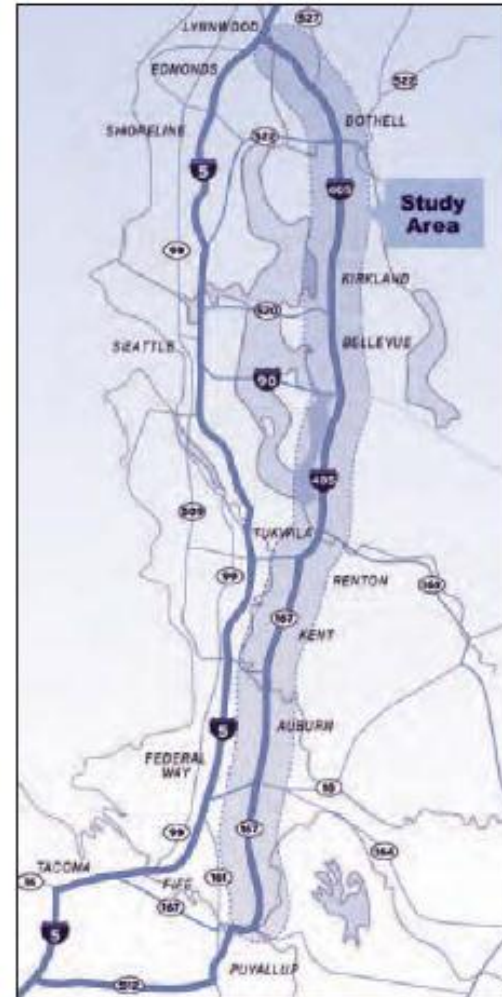 527
LYNNWOOD
EDMONDS
522
SHORELINE
BOTHELL
522
5
405
Study
Area
99
KIRKLAND
520
BELLEVUE
SEATTLE
90
405
509
TUKWILA
99
RENTON
169
167
KENT
AUBURN
5
FEDERAL
WAY
18
99
167
164
TACOMA
16
FIFE
161
167
5
PUYALLUP
512